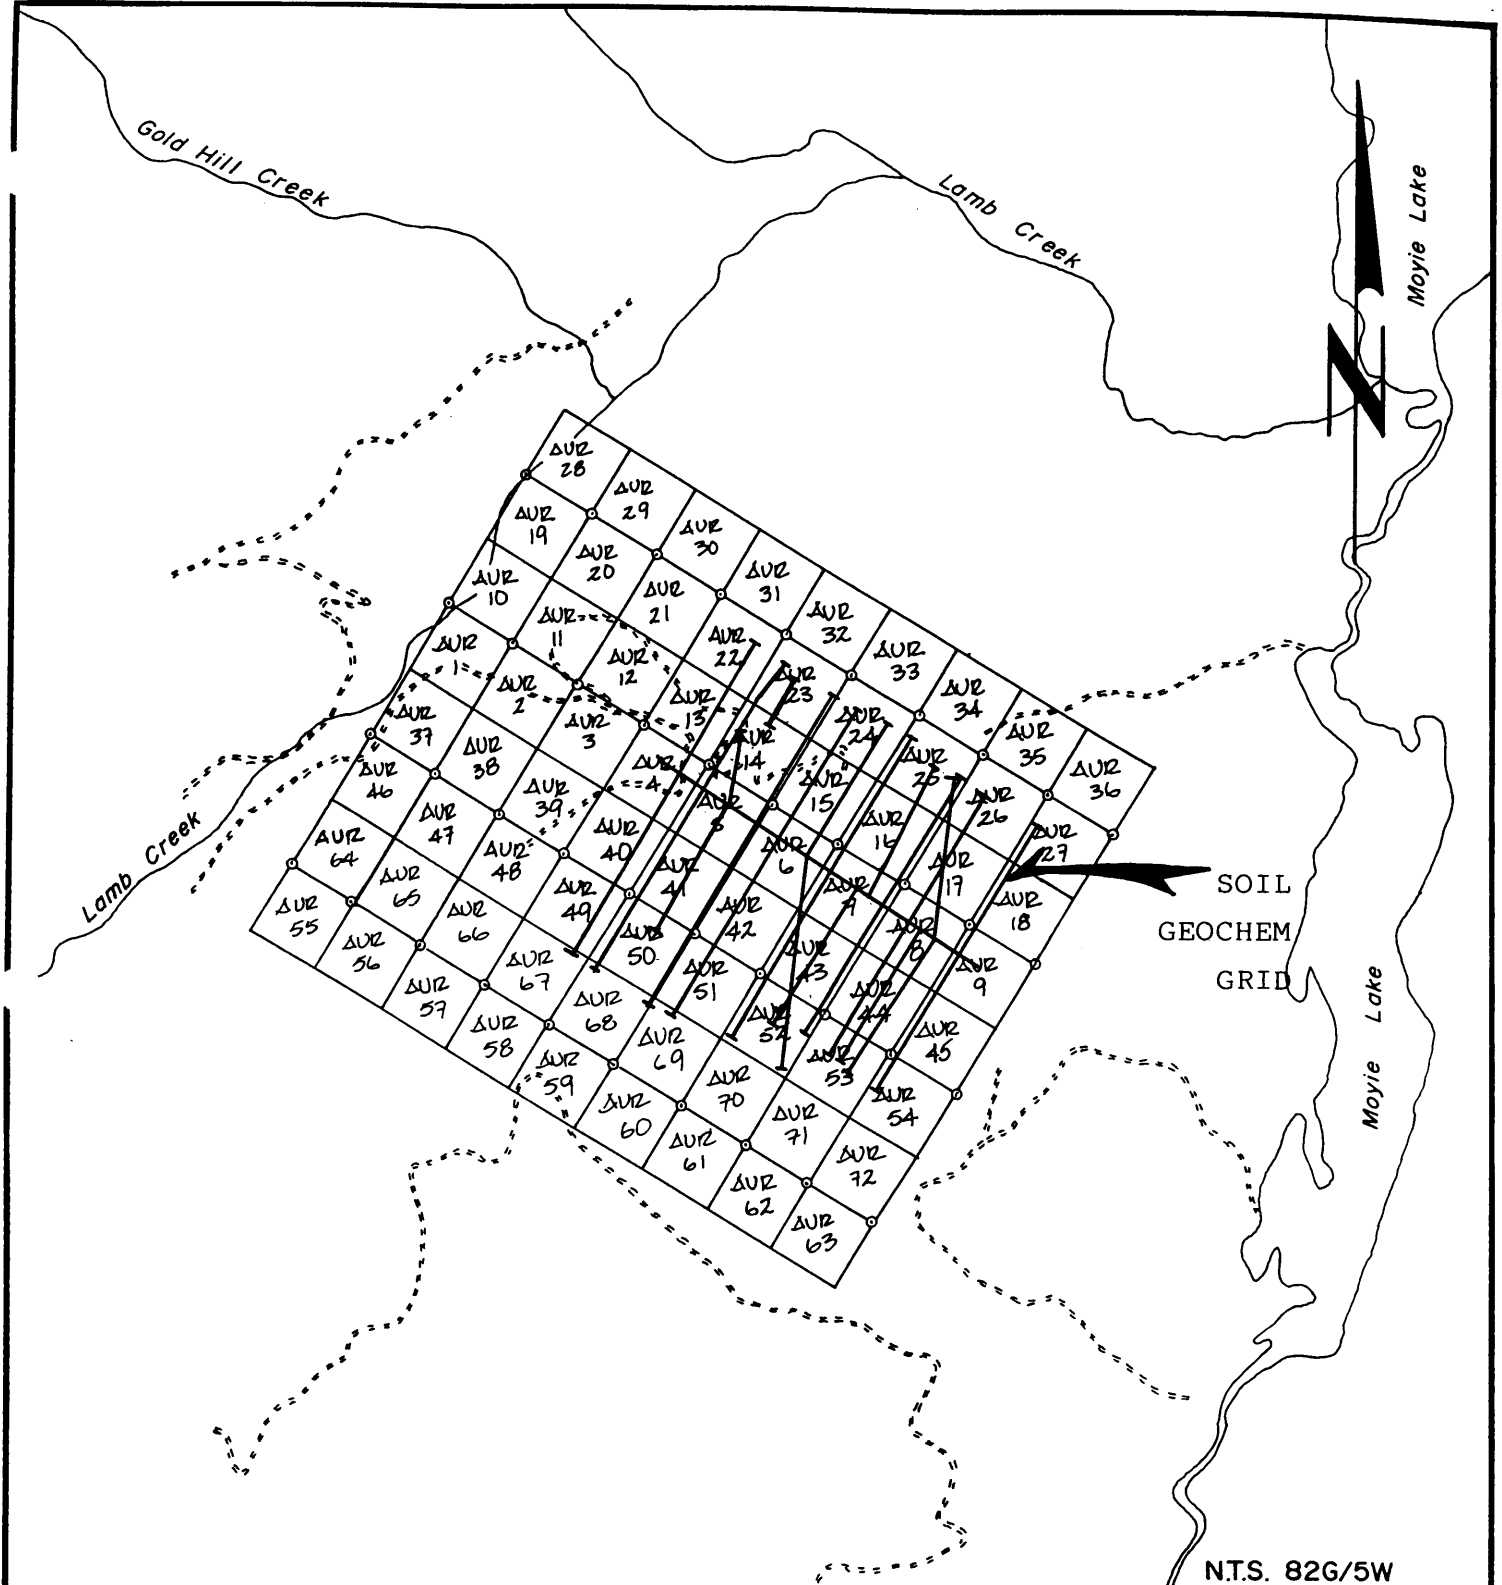 Gold Hill Creek
Lamb Creek
Moyie Lake
N
AUR 28
AUR 29
AUR 30
AUR 31
AUR 32
AUR 33
AUR 34
AUR 35
AUR 36
AUR 19
AUR 20
AUR 21
AUR 22
AUR 23
AUR 24
AUR 25
AUR 26
AUR 27
AUR 10
AUR 11
AUR 12
AUR 13
AUR 14
AUR 15
AUR 16
AUR 17
AUR 18
AUR 1
AUR 2
AUR 3
AUR 4
AUR 5
AUR 6
AUR 7
AUR 8
AUR 9
AUR 37
AUR 38
AUR 39
AUR 40
AUR 41
AUR 42
AUR 43
AUR 44
AUR 45
AUR 46
AUR 47
AUR 48
AUR 49
AUR 50
AUR 51
AUR 52
AUR 53
AUR 54
AUR 64
AUR 65
AUR 66
AUR 67
AUR 68
AUR 69
AUR 70
AUR 71
AUR 72
AUR 55
AUR 56
AUR 57
AUR 58
AUR 59
AUR 60
AUR 61
AUR 62
AUR 63
SOIL
GEOCHEM
GRID
Lamb Creek
Moyie Lake
N.T.S. 82G/5W